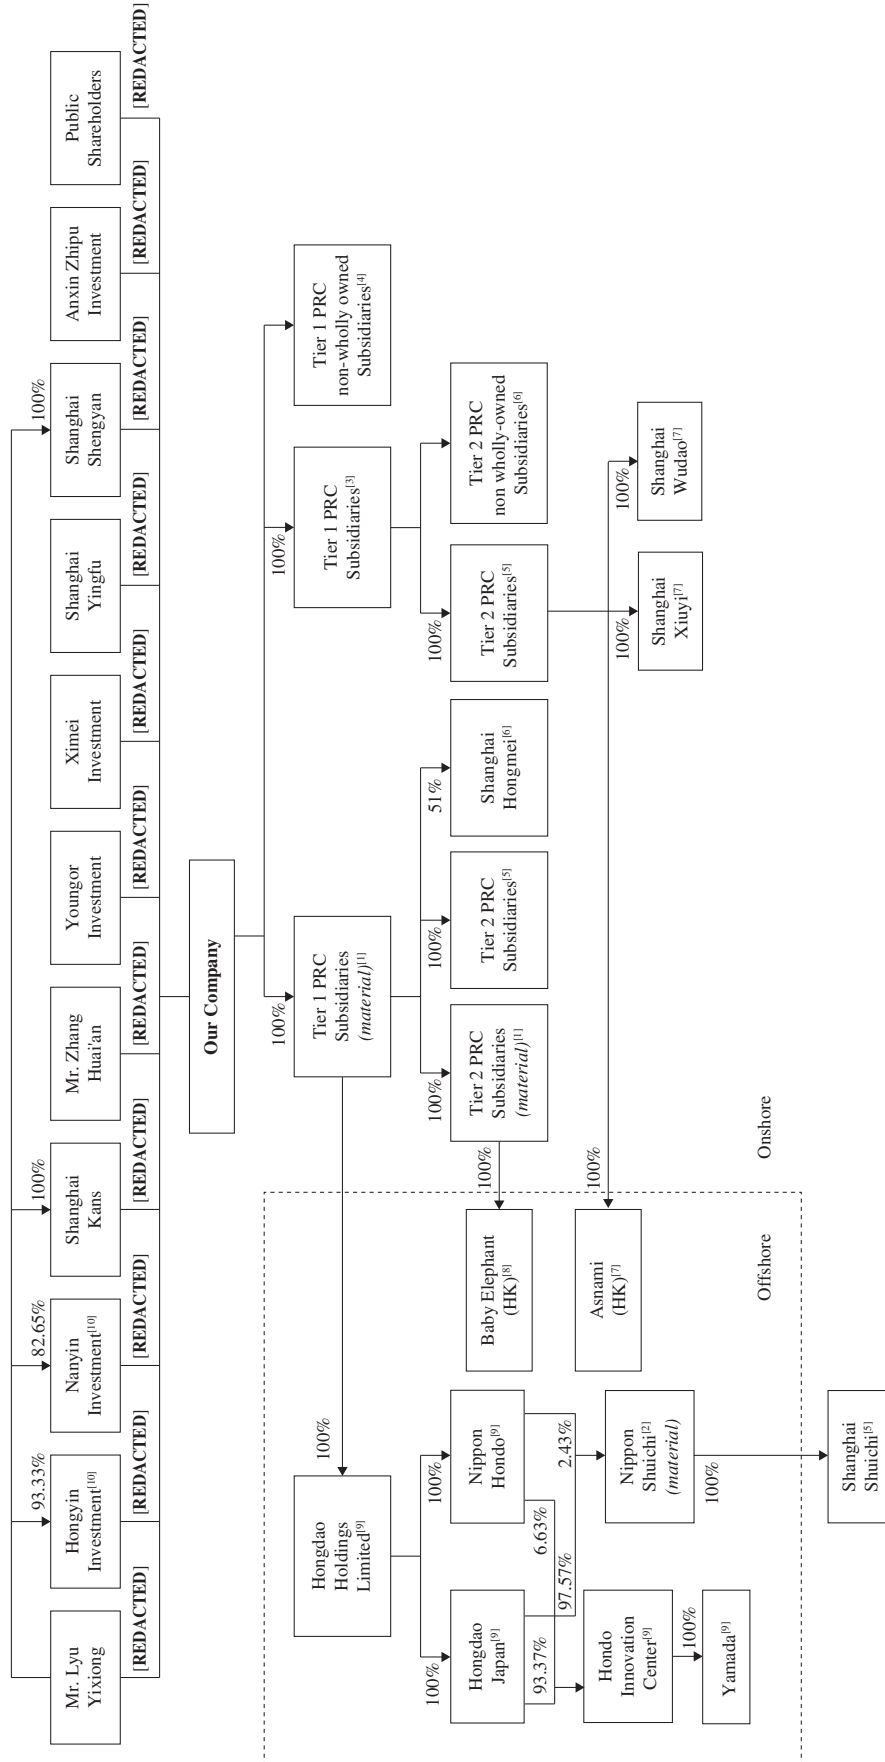 93.33%
82.65%
100%
100%
Mr. Lyu
Yixiong
Hongyin
Investment[10]
Nanyin
Investment[10]
Shanghai
Kans
Mr. Zhang
Huai'an
Youngor
Investment
Ximei
Investment
Shanghai
Yingfu
Shanghai
Shengyan
Anxin Zhipu
Investment
Public
Shareholders
[REDACTED]
[REDACTED]
[REDACTED]
[REDACTED]
[REDACTED]
[REDACTED]
[REDACTED]
[REDACTED]
[REDACTED]
[REDACTED]
[REDACTED]
Our Company
100%
100%
100%
Hongdao
Holdings
Limited[9]
Tier 1 PRC
Subsidiaries
(material)[1]
Tier 1 PRC
Subsidiaries[3]
Tier 1 PRC
non-wholly owned
Subsidiaries[4]
100%
100%
100%
100%
100%
51%
100%
Hongdao
Japan[9]
Nippon
Hondo[9]
Baby Elephant
(HK)[8]
Tier 2 PRC
Subsidiaries
(material)[1]
Tier 2 PRC
Subsidiaries[5]
Shanghai
Hongmei[6]
Tier 2 PRC
Subsidiaries[5]
Tier 2 PRC
non wholly-owned
Subsidiaries[6]
93.37%
6.63%
97.57%
2.43%
100%
100%
100%
Hondo
Innovation
Center[9]
Nippon
Shuichi[2]
(material)
Asnami
(HK)[7]
Shanghai
Xiuyi[7]
Shanghai
Wudao[7]
100%
100%
Yamada[9]
Offshore
Onshore
Shanghai
Shuichi[5]